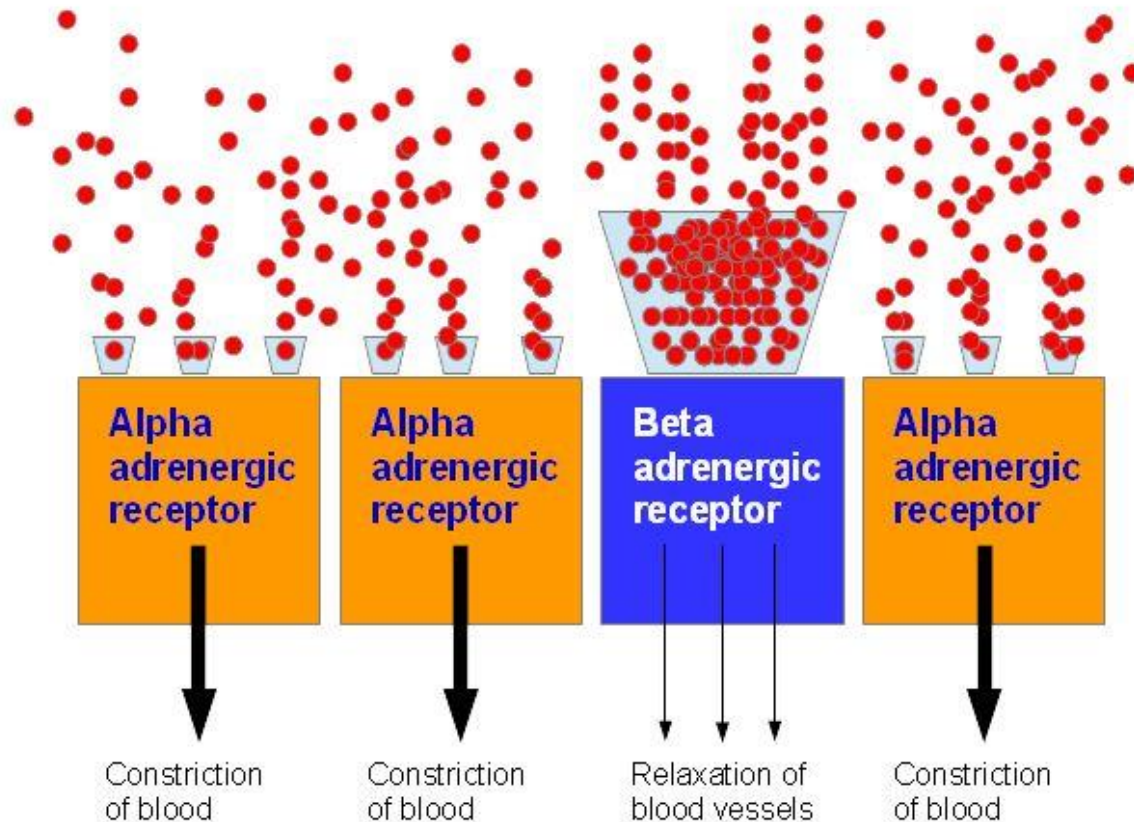 Alpha
adrenergic
receptor
Alpha
adrenergic
receptor
Beta
adrenergic
receptor
Alpha
adrenergic
receptor
Constriction
of blood
Constriction
of blood
Relaxation of
blood vessels
Constriction
of blood